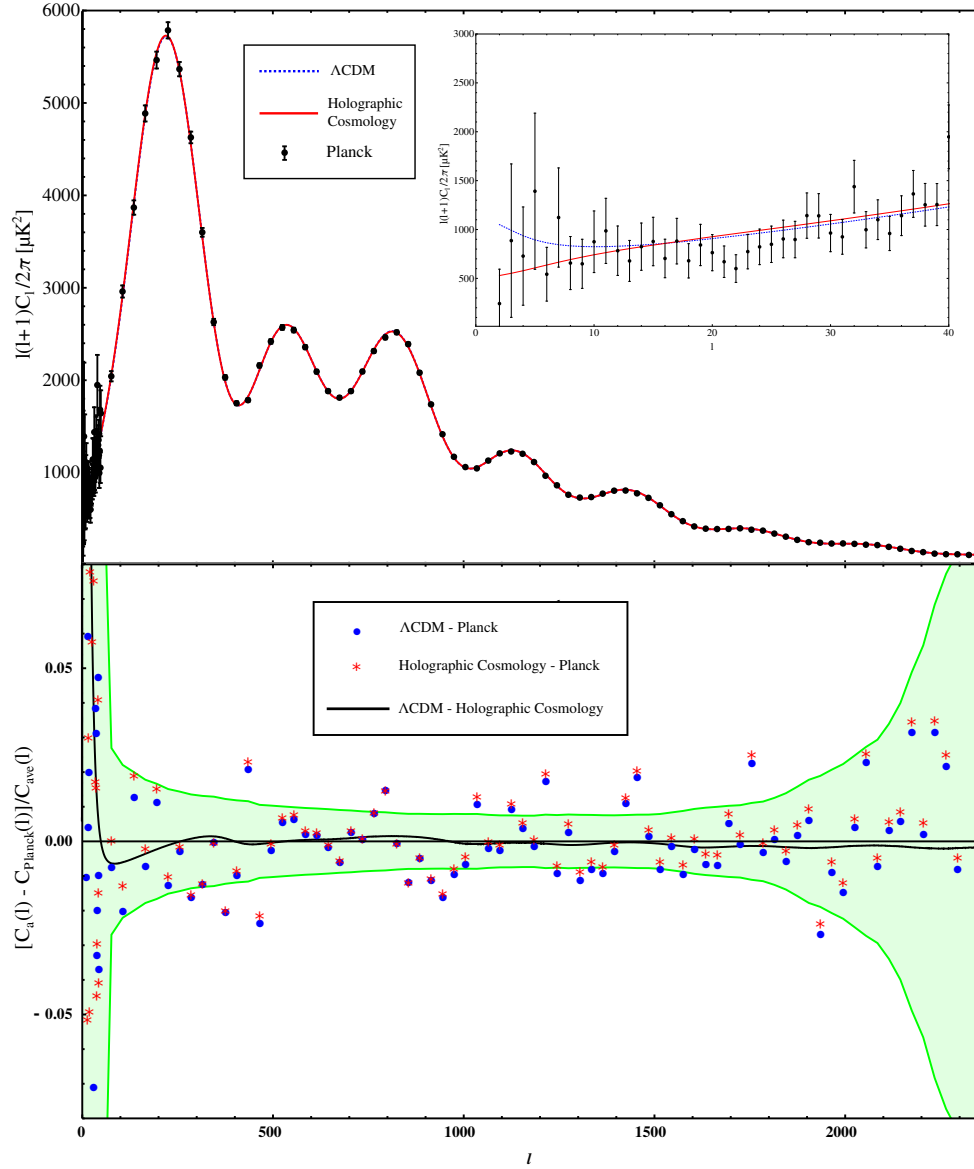 6000
5000
4000
3000
2000
1000
l(l+1)C_l/2π [μK²]
ΛCDM
Holographic
Cosmology
Planck
3000
2500
2000
1500
1000
500
l(l+1)C_l/2π [μK²]
0
10
20
30
40
l
ΛCDM - Planck
Holographic Cosmology - Planck
ΛCDM - Holographic Cosmology
0.05
0.00
- 0.05
[C_a(l) - C_Planck(l)]/C_ave(l)
0
500
1000
1500
2000
l